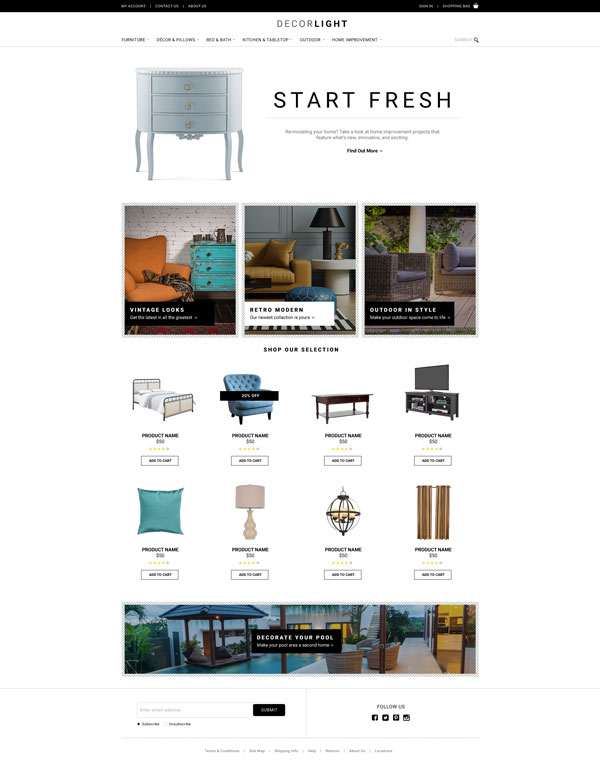 MY ACCOUNT | CONTACT US | ABOUT US
SIGN IN | SHOPPING BAG
DECORLIGHT
FURNITURE DÉCOR & PILLOWS BED & BATH KITCHEN & TABLETOP OUTDOOR HOME IMPROVEMENT
SEARCH
START FRESH
Re-modeling your home? Take a look at home improvement projects that
feature what's new, innovative, and exciting.
Find Out More
VINTAGE LOOKS
Get the latest in all the greatest
RETRO MODERN
Our newest collection is yours
OUTDOOR IN STYLE
Make your outdoor space come to life
SHOP OUR SELECTION
20% OFF
PRODUCT NAME PRODUCT NAME PRODUCT NAME PRODUCT NAME
$50 $50 $50 $50
ADD TO CART ADD TO CART ADD TO CART ADD TO CART
PRODUCT NAME PRODUCT NAME PRODUCT NAME PRODUCT NAME
$50 $50 $50 $50
ADD TO CART ADD TO CART ADD TO CART ADD TO CART
DECORATE YOUR POOL
Make your pool area a second home
Enter email address SUBMIT
Subscribe Unsubscribe
FOLLOW US
Terms & Conditions | Site Map | Shipping Info | Help | Returns | About Us | Locations